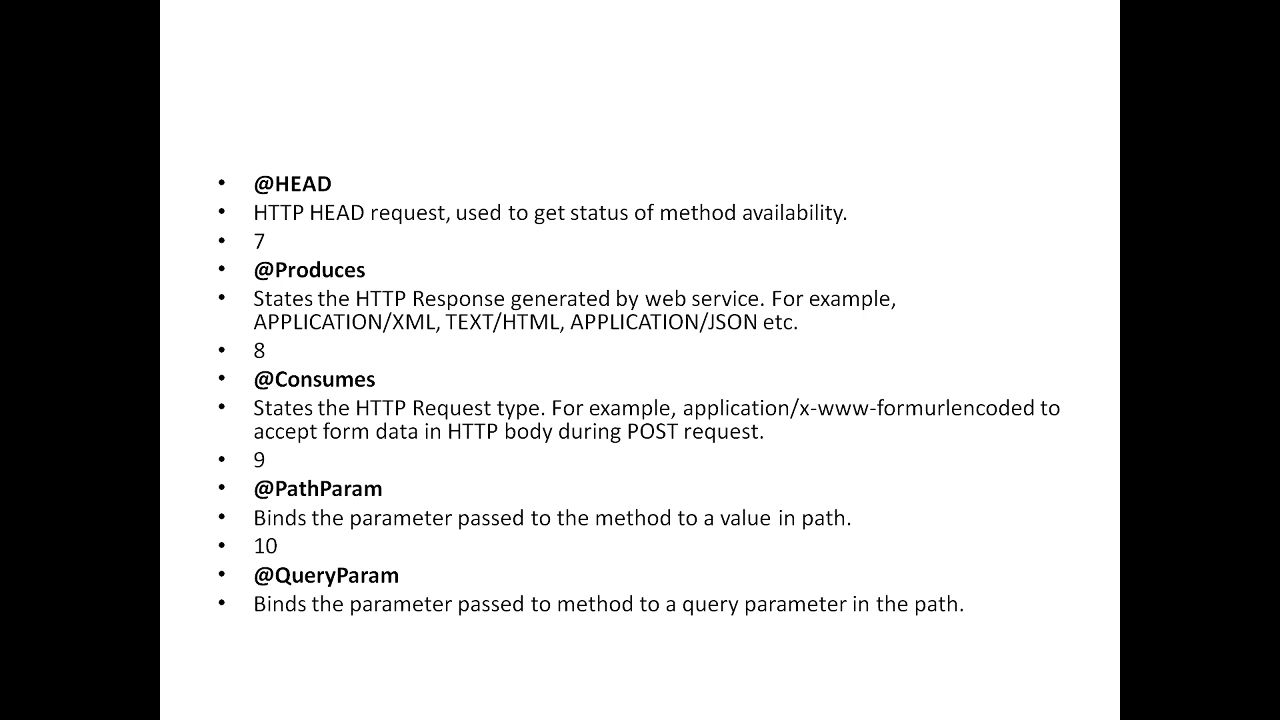 • @HEAD
• HTTP HEAD request, used to get status of method availability.
• 7
• @Produces
• States the HTTP Response generated by web service. For example,
APPLICATION/XML, TEXT/HTML, APPLICATION/JSON etc.
• 8
• @Consumes
• States the HTTP Request type. For example, application/x-www-formurlencoded to
accept form data in HTTP body during POST request.
• 9
• @PathParam
• Binds the parameter passed to the method to a value in path.
• 10
• @QueryParam
• Binds the parameter passed to method to a query parameter in the path.